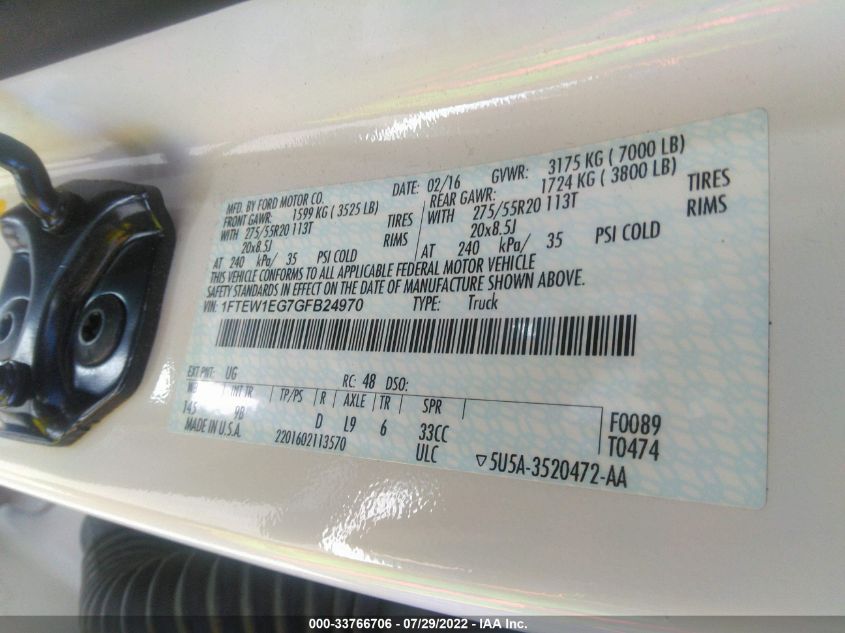 MFD. BY FORD MOTOR CO.
DATE: 02/16 GVWR: 3175 KG ( 7000 LB)
FRONT GAWR: 1599 KG ( 3525 LB)
REAR GAWR: 1724 KG ( 3800 LB)
WITH 275/55R20 113T TIRES
WITH 275/55R20 113T TIRES
20x8.5J RIMS
20x8.5J RIMS
AT 240 kPa/ 35 PSI COLD
AT 240 kPa/ 35 PSI COLD
THIS VEHICLE CONFORMS TO ALL APPLICABLE FEDERAL MOTOR VEHICLE
SAFETY STANDARDS IN EFFECT ON THE DATE OF MANUFACTURE SHOWN ABOVE.
VIN: 1FTEW1EG7GFB24970 TYPE: Truck
EXT PNT: UG RC: 48 DSO:
WB INT TR TP/PS R AXLE TR SPR
145 9B D L9 6 33CC
F0089
MADE IN U.S.A. 2201602113570 ULC
T0474
▽5U5A-3520472-AA
000-33766706 - 07/29/2022 - IAA Inc.